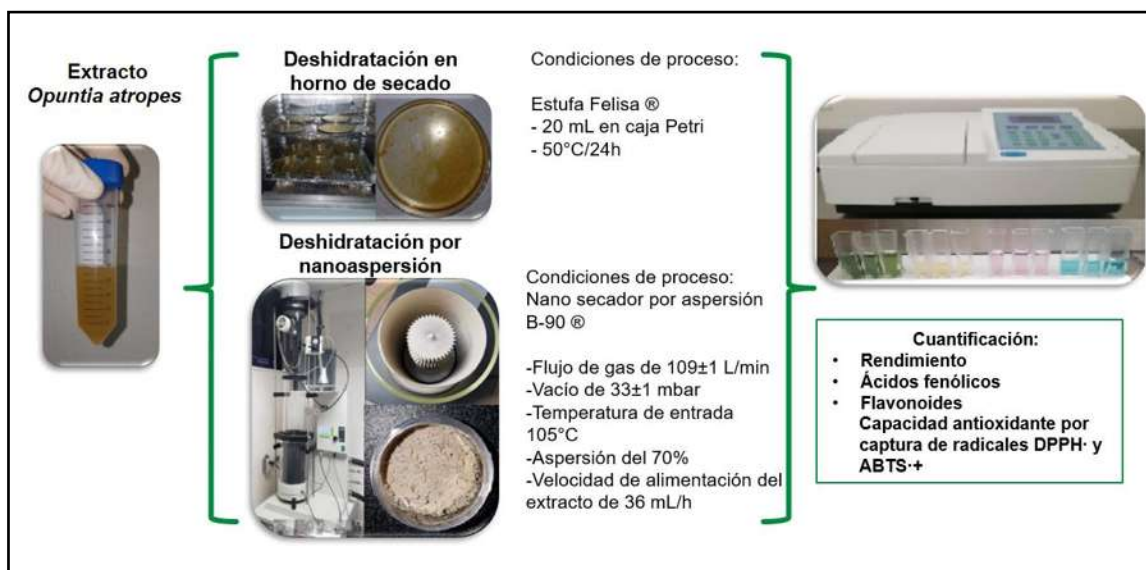 Extracto
Opuntia atropes
Deshidratación en
horno de secado
Condiciones de proceso:
Estufa Felisa ®
- 20 mL en caja Petri
- 50°C/24h
Deshidratación por
nanoaspersión
Condiciones de proceso:
Nano secador por aspersión
B-90 ®
-Flujo de gas de 109±1 L/min
-Vacío de 33±1 mbar
-Temperatura de entrada
105°C
-Aspersión del 70%
-Velocidad de alimentación del
extracto de 36 mL/h
Cuantificación:
• Rendimiento
• Ácidos fenólicos
• Flavonoides
Capacidad antioxidante por
captura de radicales DPPH· y
ABTS·+